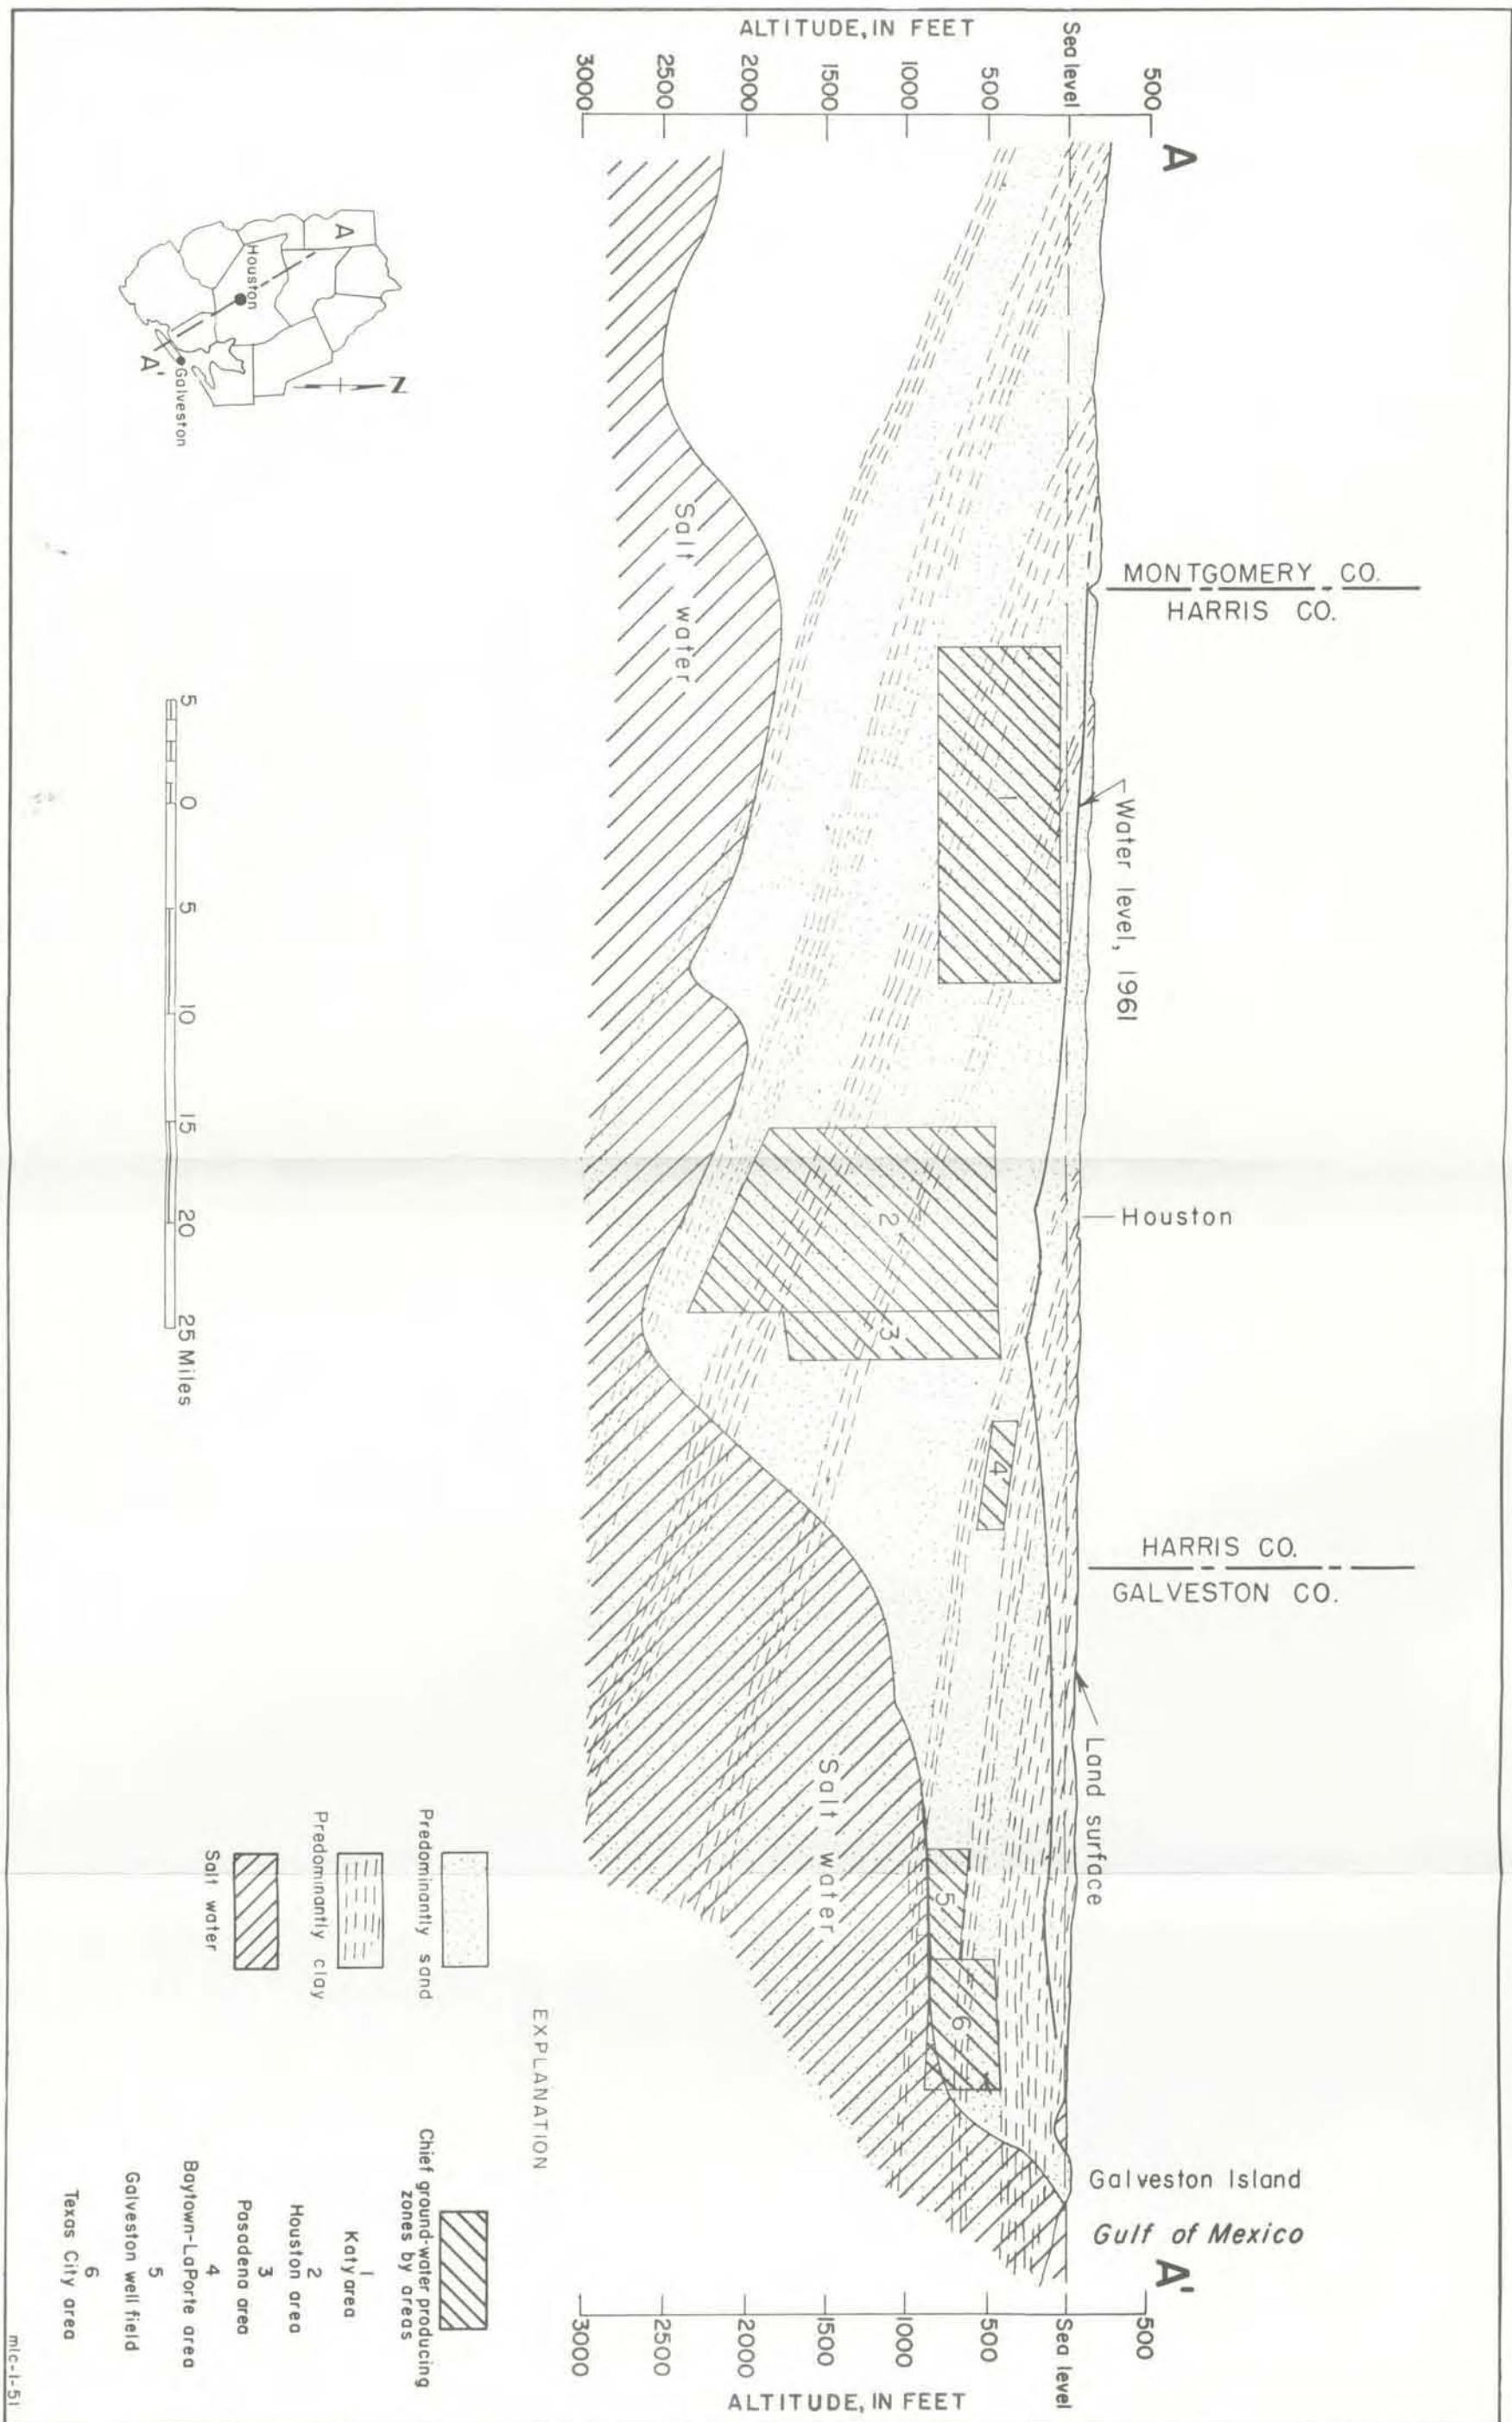 A
A'
ALTITUDE, IN FEET
500
Sea level
500
1000
1500
2000
2500
3000
MONTGOMERY CO.
HARRIS CO.
Water level, 1961
Houston
HARRIS CO.
GALVESTON CO.
Land surface
Galveston Island
Gulf of Mexico
500
Sea level
500
1000
1500
2000
2500
3000
ALTITUDE, IN FEET
1
2
3
4
5
6
Salt water
Salt water
A
Houston
A'
Galveston
N
5 0 5 10 15 20 25 Miles
EXPLANATION
Predominantly sand
Predominantly clay
Salt water
Chief ground-water producing
zones by areas
1
Katy area
2
Houston area
3
Pasadena area
4
Baytown-LaPorte area
5
Galveston well field
6
Texas City area
mlc-1-51